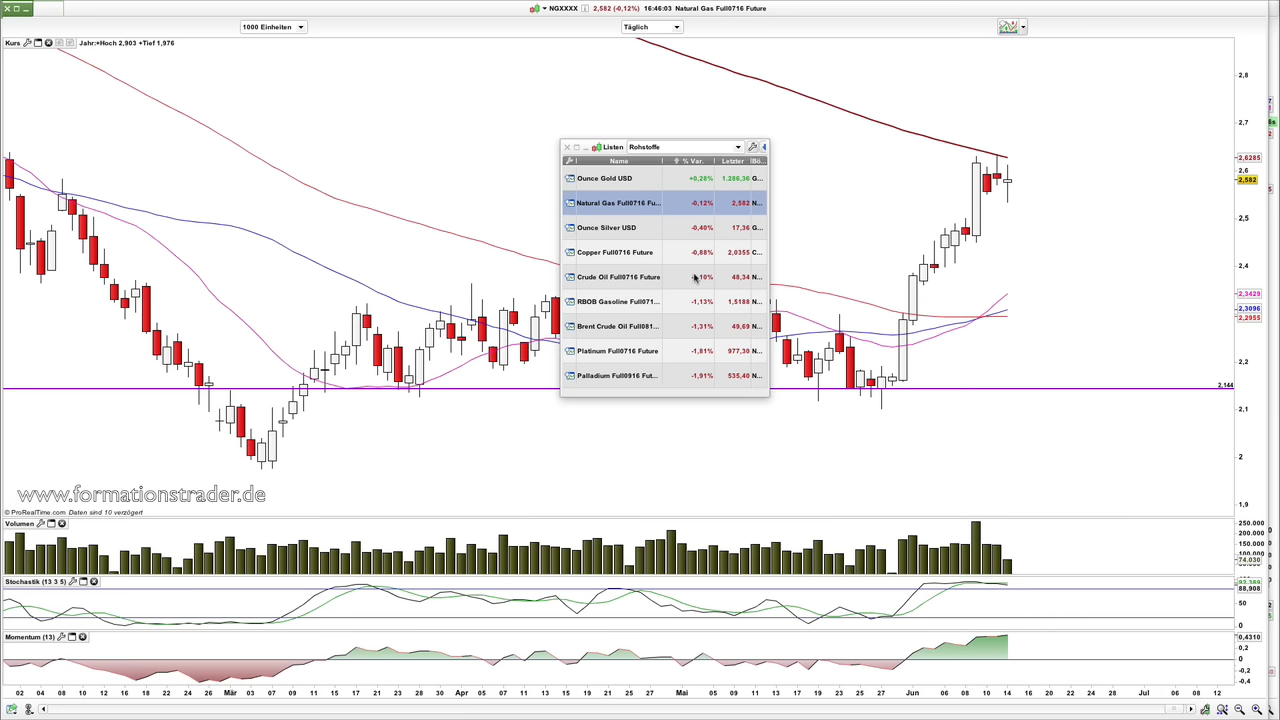 NGXXXX 2,582 (-0,12%) 16:46:03 Natural Gas Full0716 Future
1000 Einheiten
Täglich
Kurs
Jahr:+Hoch 2,903 +Tief 1,976
2,8
2,7
2,6285
2,6
2,582
2,5
2,4
2,3429
2,3096
2,2955
2,2
2,144
2,1
2
1,9
Listen Rohstoffe
Name % Var. Letzter Bö...
Ounce Gold USD +0,28% 1.286,36 G...
Natural Gas Full0716 Fu... -0,12% 2,582 N...
Ounce Silver USD -0,40% 17,36 G...
Copper Full0716 Future -0,88% 2,0355 C...
Crude Oil Full0716 Future 48,34 N...
RBOB Gasoline Full071... -1,13% 1,5188 N...
Brent Crude Oil Full081... -1,31% 49,69 N...
Platinum Full0716 Future -1,81% 977,30 N...
Palladium Full0916 Fut... -1,91% 535,40 N...
www.formationstrader.de
© ProRealTime.com Daten sind 10 verzögert
Volumen
250.000
200.000
150.000
100.000
74.030
Stochastik (13 3 5)
88,908
50
0
Momentum (13)
0,4310
0,2
0
-0,2
-0,4
02 04 08 10 12 16 18 22 24 26 Mär 03 07 09 11 15 17 21 23 28 30 Apr 05 07 11 13 15 19 21 25 27 Mai 05 09 11 13 17 19 23 25 27 Jun 06 08 10 14 16 20 22 24 28 30 Jul 06 08 12